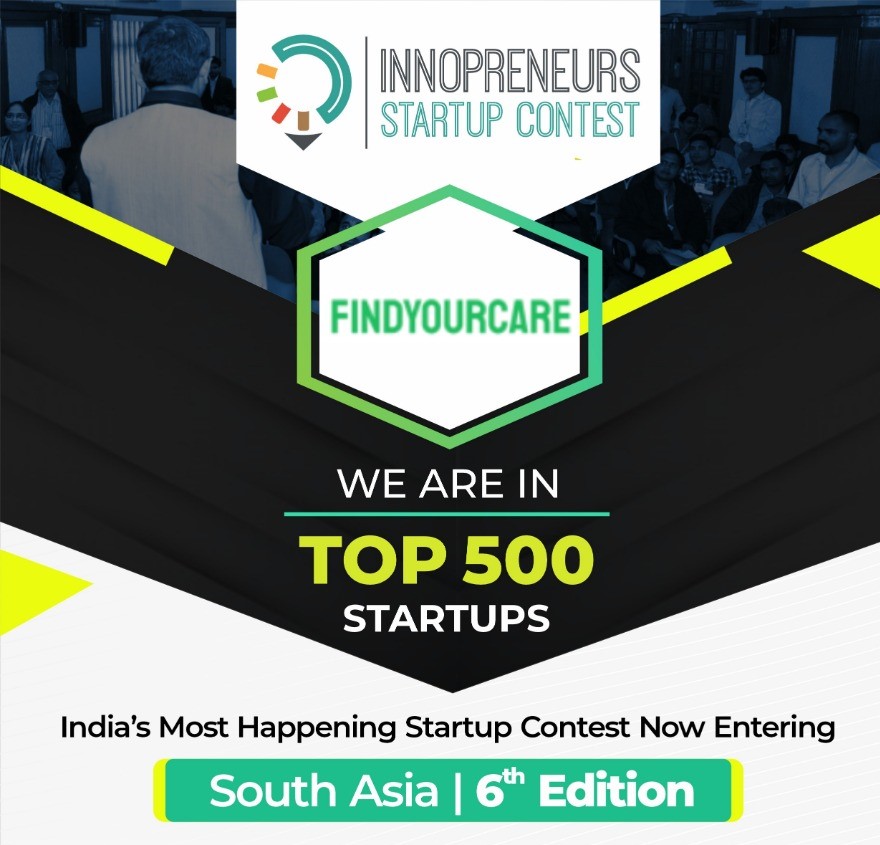 INNOPRENEURS
STARTUP CONTEST
FINDYOURCARE
WE ARE IN
TOP 500
STARTUPS
India's Most Happening Startup Contest Now Entering
South Asia | 6th Edition